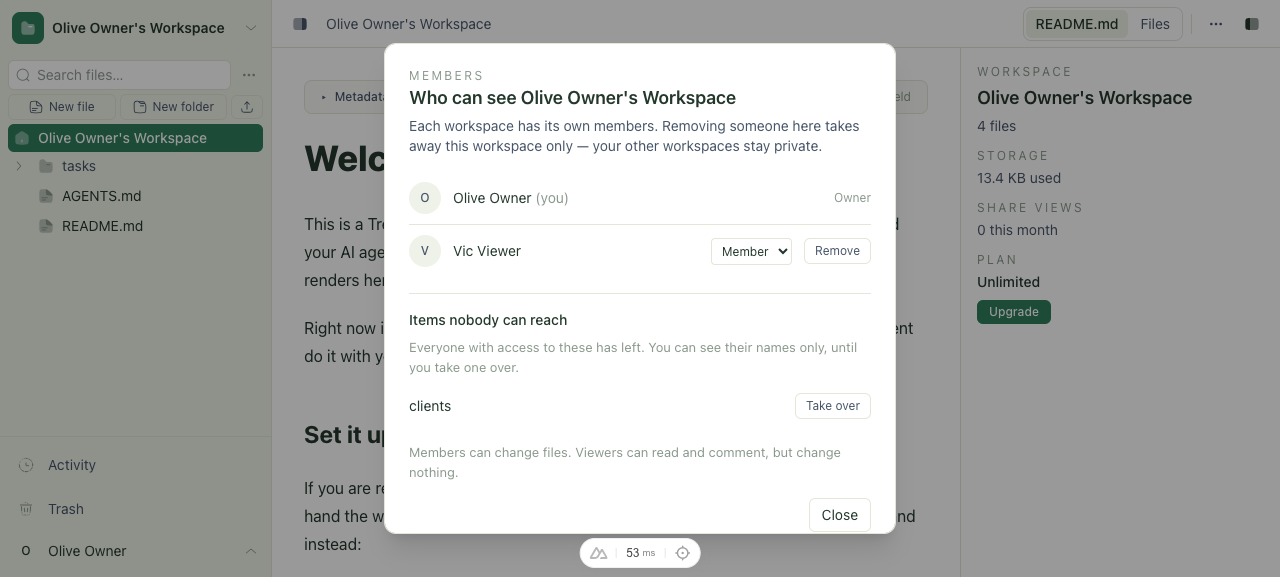 Olive Owner's Workspace
Search files...
New file
New folder
Olive Owner's Workspace
tasks
AGENTS.md
README.md
Activity
Trash
O
Olive Owner
Olive Owner's Workspace
README.md
Files
Metadata
Set it up
This is a
your AI
renders
Right now
do it with
If you are
hand the
instead:
MEMBERS
Who can see Olive Owner's Workspace
Each workspace has its own members. Removing someone here takes
away this workspace only — your other workspaces stay private.
O
Olive Owner (you)
Owner
V
Vic Viewer
Member
Remove
Items nobody can reach
Everyone with access to these has left. You can see their names only, until
you take one over.
clients
Take over
Members can change files. Viewers can read and comment, but change
nothing.
Close
53 ms
WORKSPACE
Olive Owner's Workspace
4 files
STORAGE
13.4 KB used
SHARE VIEWS
0 this month
PLAN
Unlimited
Upgrade